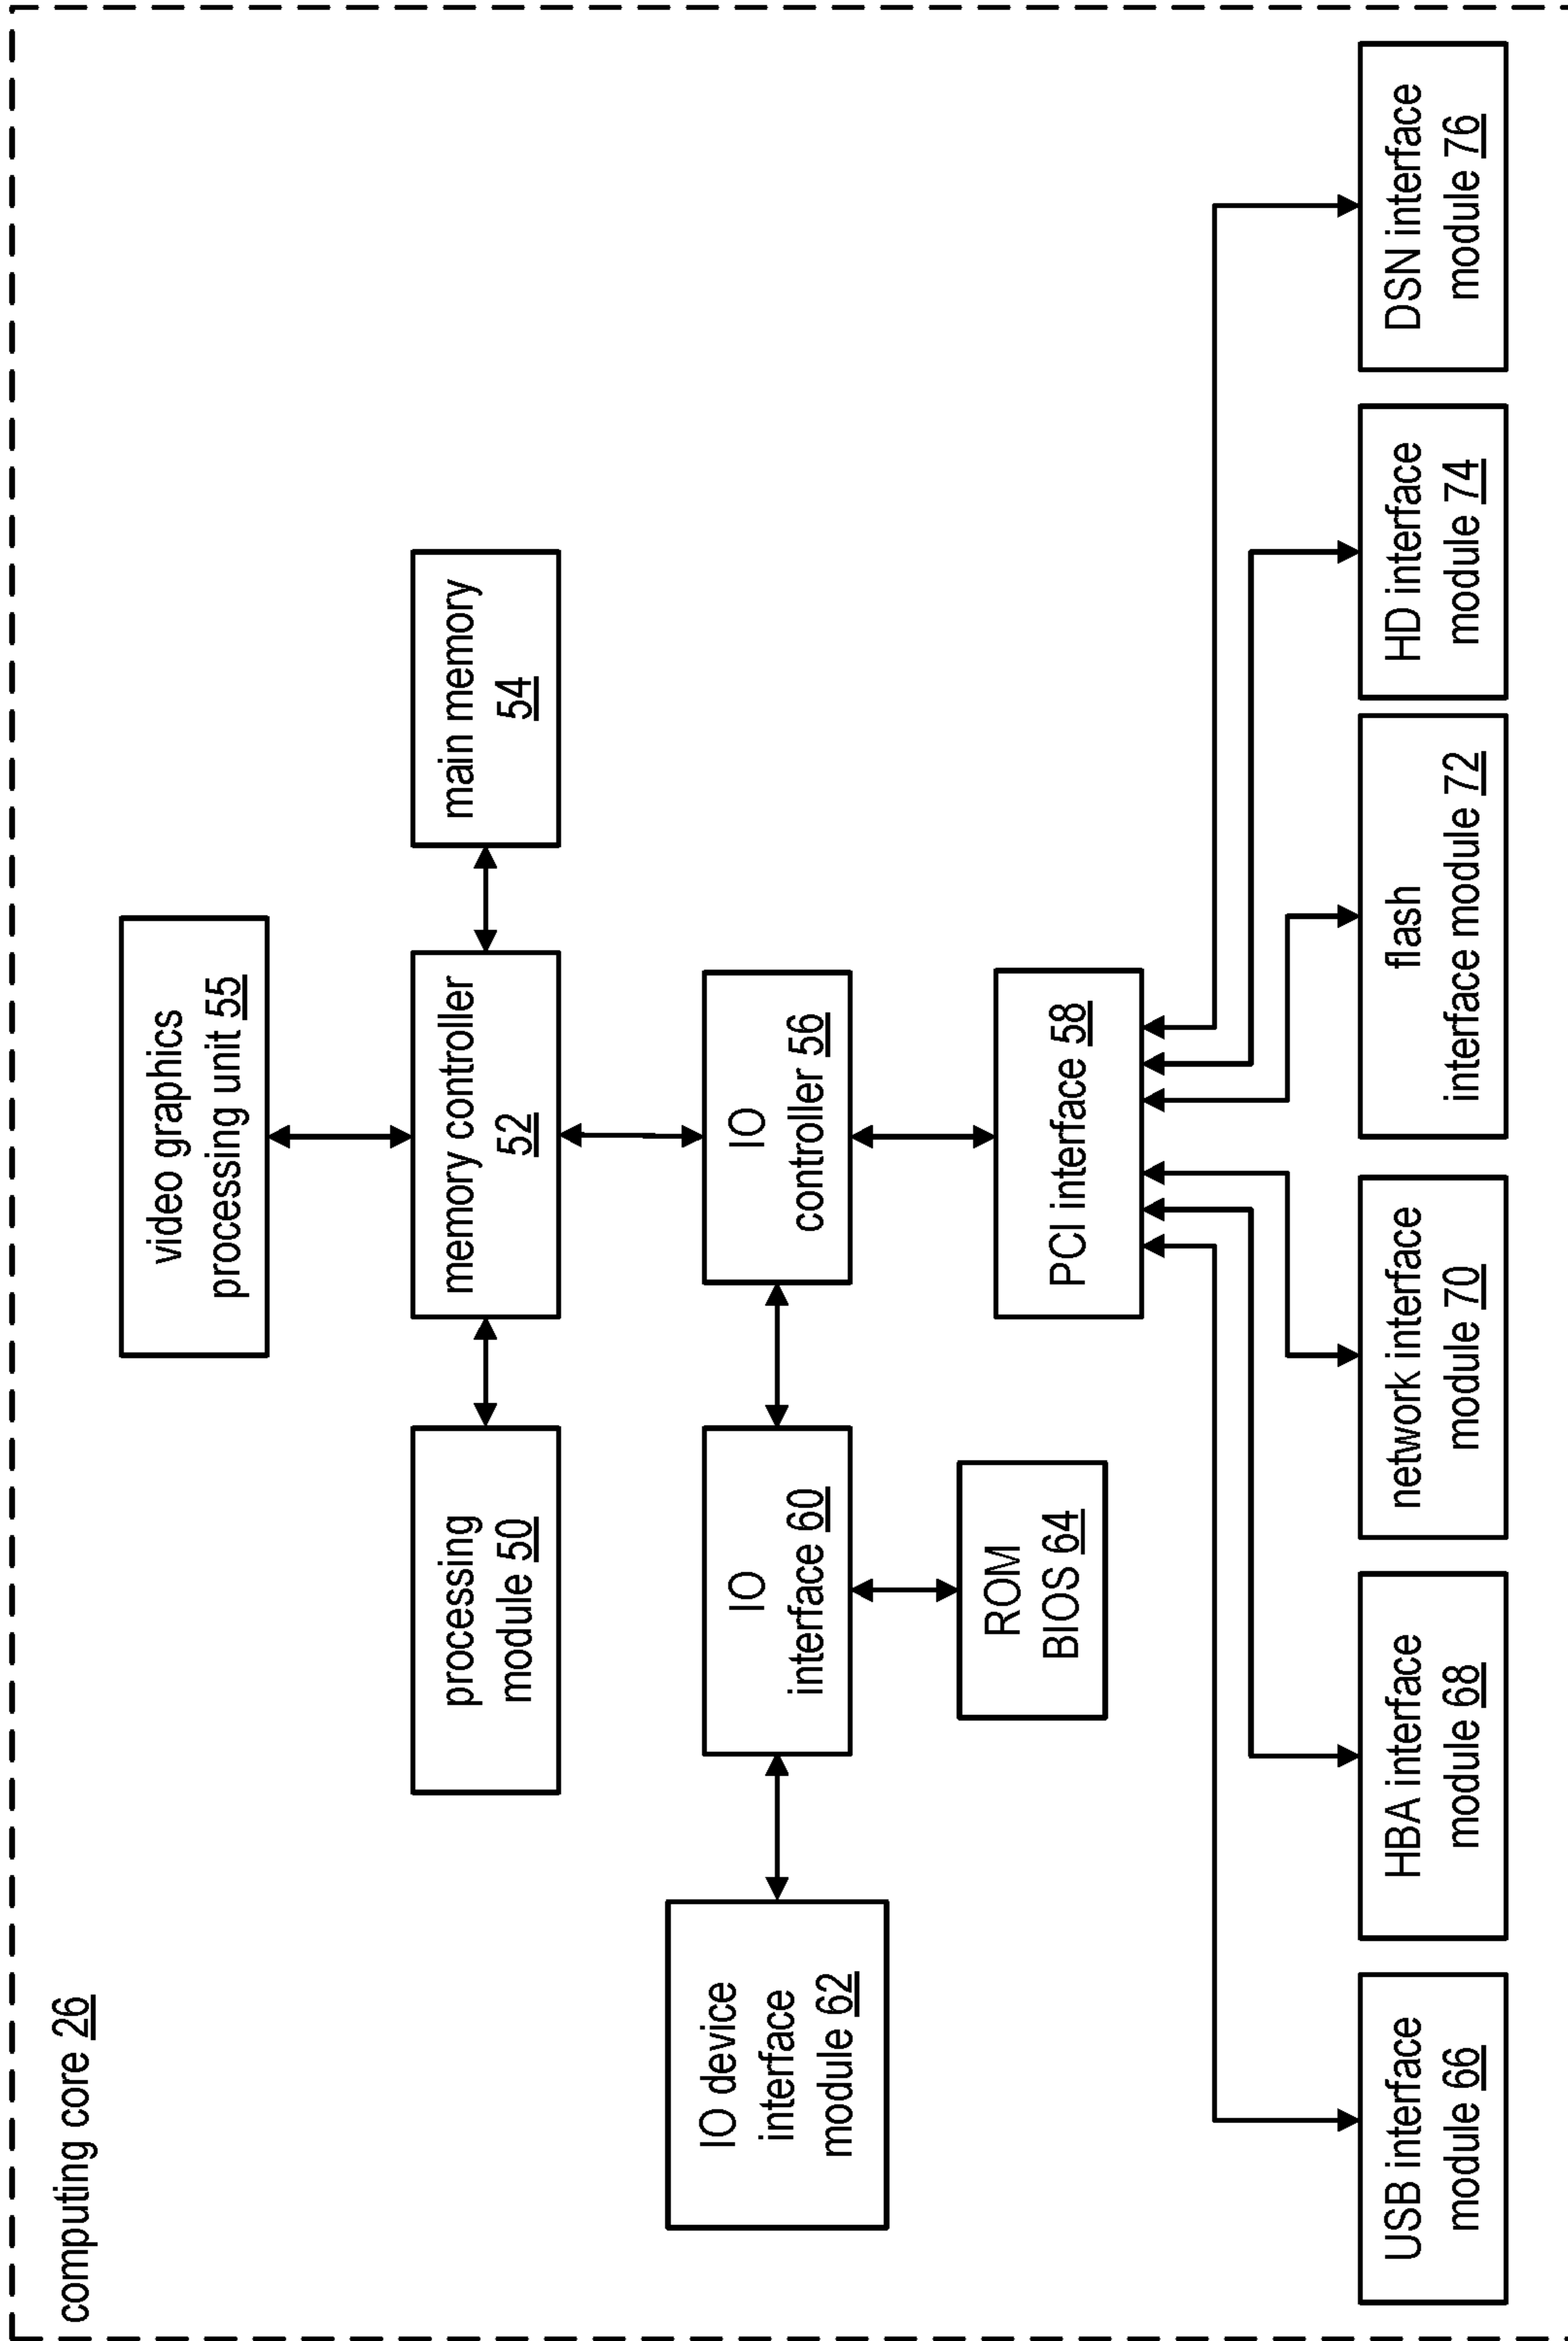 computing core 26
video graphics
processing unit 55
processing
module 50
memory controller
52
main memory
54
IO device
interface
module 62
IO
interface 60
IO
controller 56
ROM
BIOS 64
PCI interface 58
USB interface
module 66
HBA interface
module 68
network interface
module 70
flash
interface module 72
HD interface
module 74
DSN interface
module 76